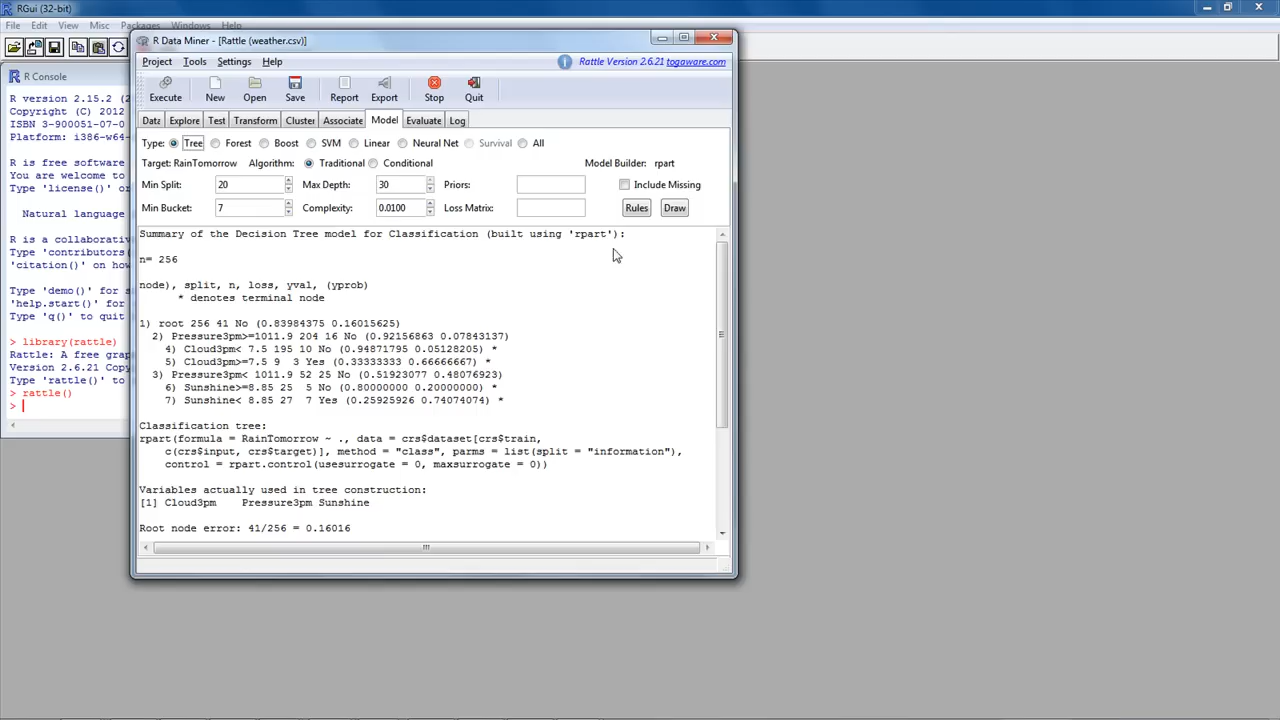 RGui (32-bit)
File Edit View Misc Packages Windows Help
R Console
R version 2.15.2 (2
Copyright (C) 2012
ISBN 3-900051-07-0
Platform: i386-w64-
R is free software
You are welcome to
Type 'license()' or
Natural language
R is a collaborativ
Type 'contributors(
'citation()' on how
Type 'demo()' for s
'help.start()' for
Type 'q()' to quit
> library(rattle)
Rattle: A free grap
Version 2.6.21 Copy
Type 'rattle()' to
> rattle()
>
R Data Miner - [Rattle (weather.csv)]
Project Tools Settings Help
Rattle Version 2.6.21 togaware.com
Execute New Open Save Report Export Stop Quit
Data Explore Test Transform Cluster Associate Model Evaluate Log
Type: Tree Forest Boost SVM Linear Neural Net Survival All
Target: RainTomorrow Algorithm: Traditional Conditional Model Builder: rpart
Min Split: 20 Max Depth: 30 Priors: Include Missing
Min Bucket: 7 Complexity: 0.0100 Loss Matrix: Rules Draw
Summary of the Decision Tree model for Classification (built using 'rpart'):
n= 256
node), split, n, loss, yval, (yprob)
* denotes terminal node
1) root 256 41 No (0.83984375 0.16015625)
2) Pressure3pm>=1011.9 204 16 No (0.92156863 0.07843137)
4) Cloud3pm< 7.5 195 10 No (0.94871795 0.05128205) *
5) Cloud3pm>=7.5 9 3 Yes (0.33333333 0.66666667) *
3) Pressure3pm< 1011.9 52 25 No (0.51923077 0.48076923)
6) Sunshine>=8.85 25 5 No (0.80000000 0.20000000) *
7) Sunshine< 8.85 27 7 Yes (0.25925926 0.74074074) *
Classification tree:
rpart(formula = RainTomorrow ~ ., data = crs$dataset[crs$train,
c(crs$input, crs$target)], method = "class", parms = list(split = "information"),
control = rpart.control(usesurrogate = 0, maxsurrogate = 0))
Variables actually used in tree construction:
[1] Cloud3pm Pressure3pm Sunshine
Root node error: 41/256 = 0.16016